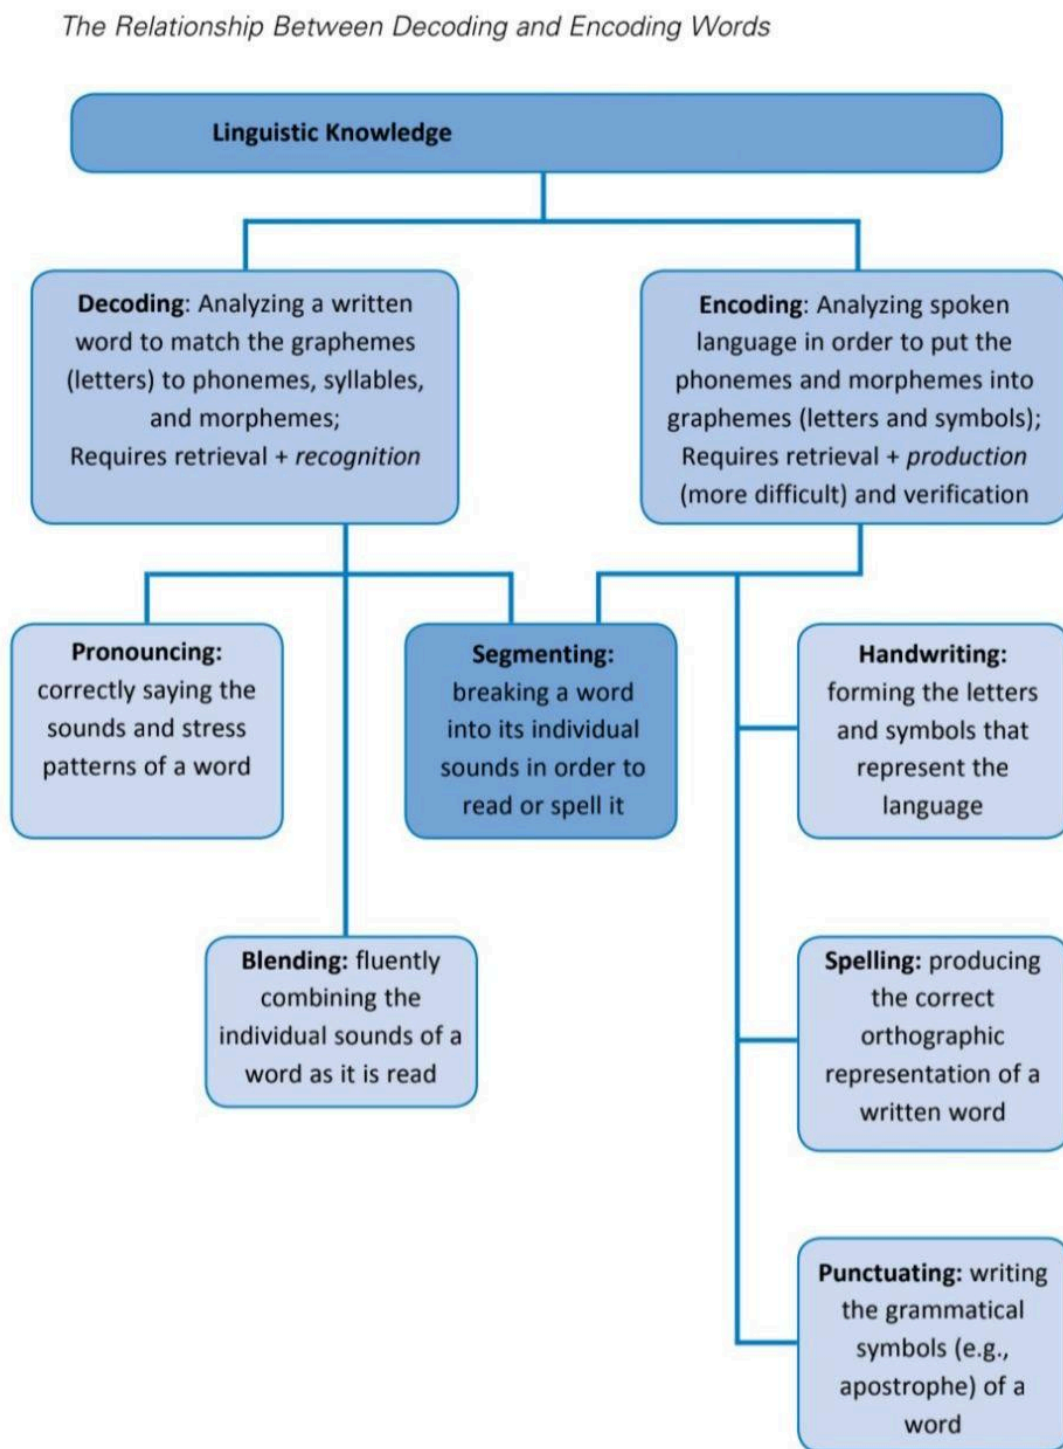 The Relationship Between Decoding and Encoding Words
Linguistic Knowledge
Decoding: Analyzing a written
word to match the graphemes
(letters) to phonemes, syllables,
and morphemes;
Requires retrieval + recognition
Encoding: Analyzing spoken
language in order to put the
phonemes and morphemes into
graphemes (letters and symbols);
Requires retrieval + production
(more difficult) and verification
Pronouncing:
correctly saying the
sounds and stress
patterns of a word
Segmenting:
breaking a word
into its individual
sounds in order to
read or spell it
Handwriting:
forming the letters
and symbols that
represent the
language
Blending: fluently
combining the
individual sounds of a
word as it is read
Spelling: producing
the correct
orthographic
representation of a
written word
Punctuating: writing
the grammatical
symbols (e.g.,
apostrophe) of a
word